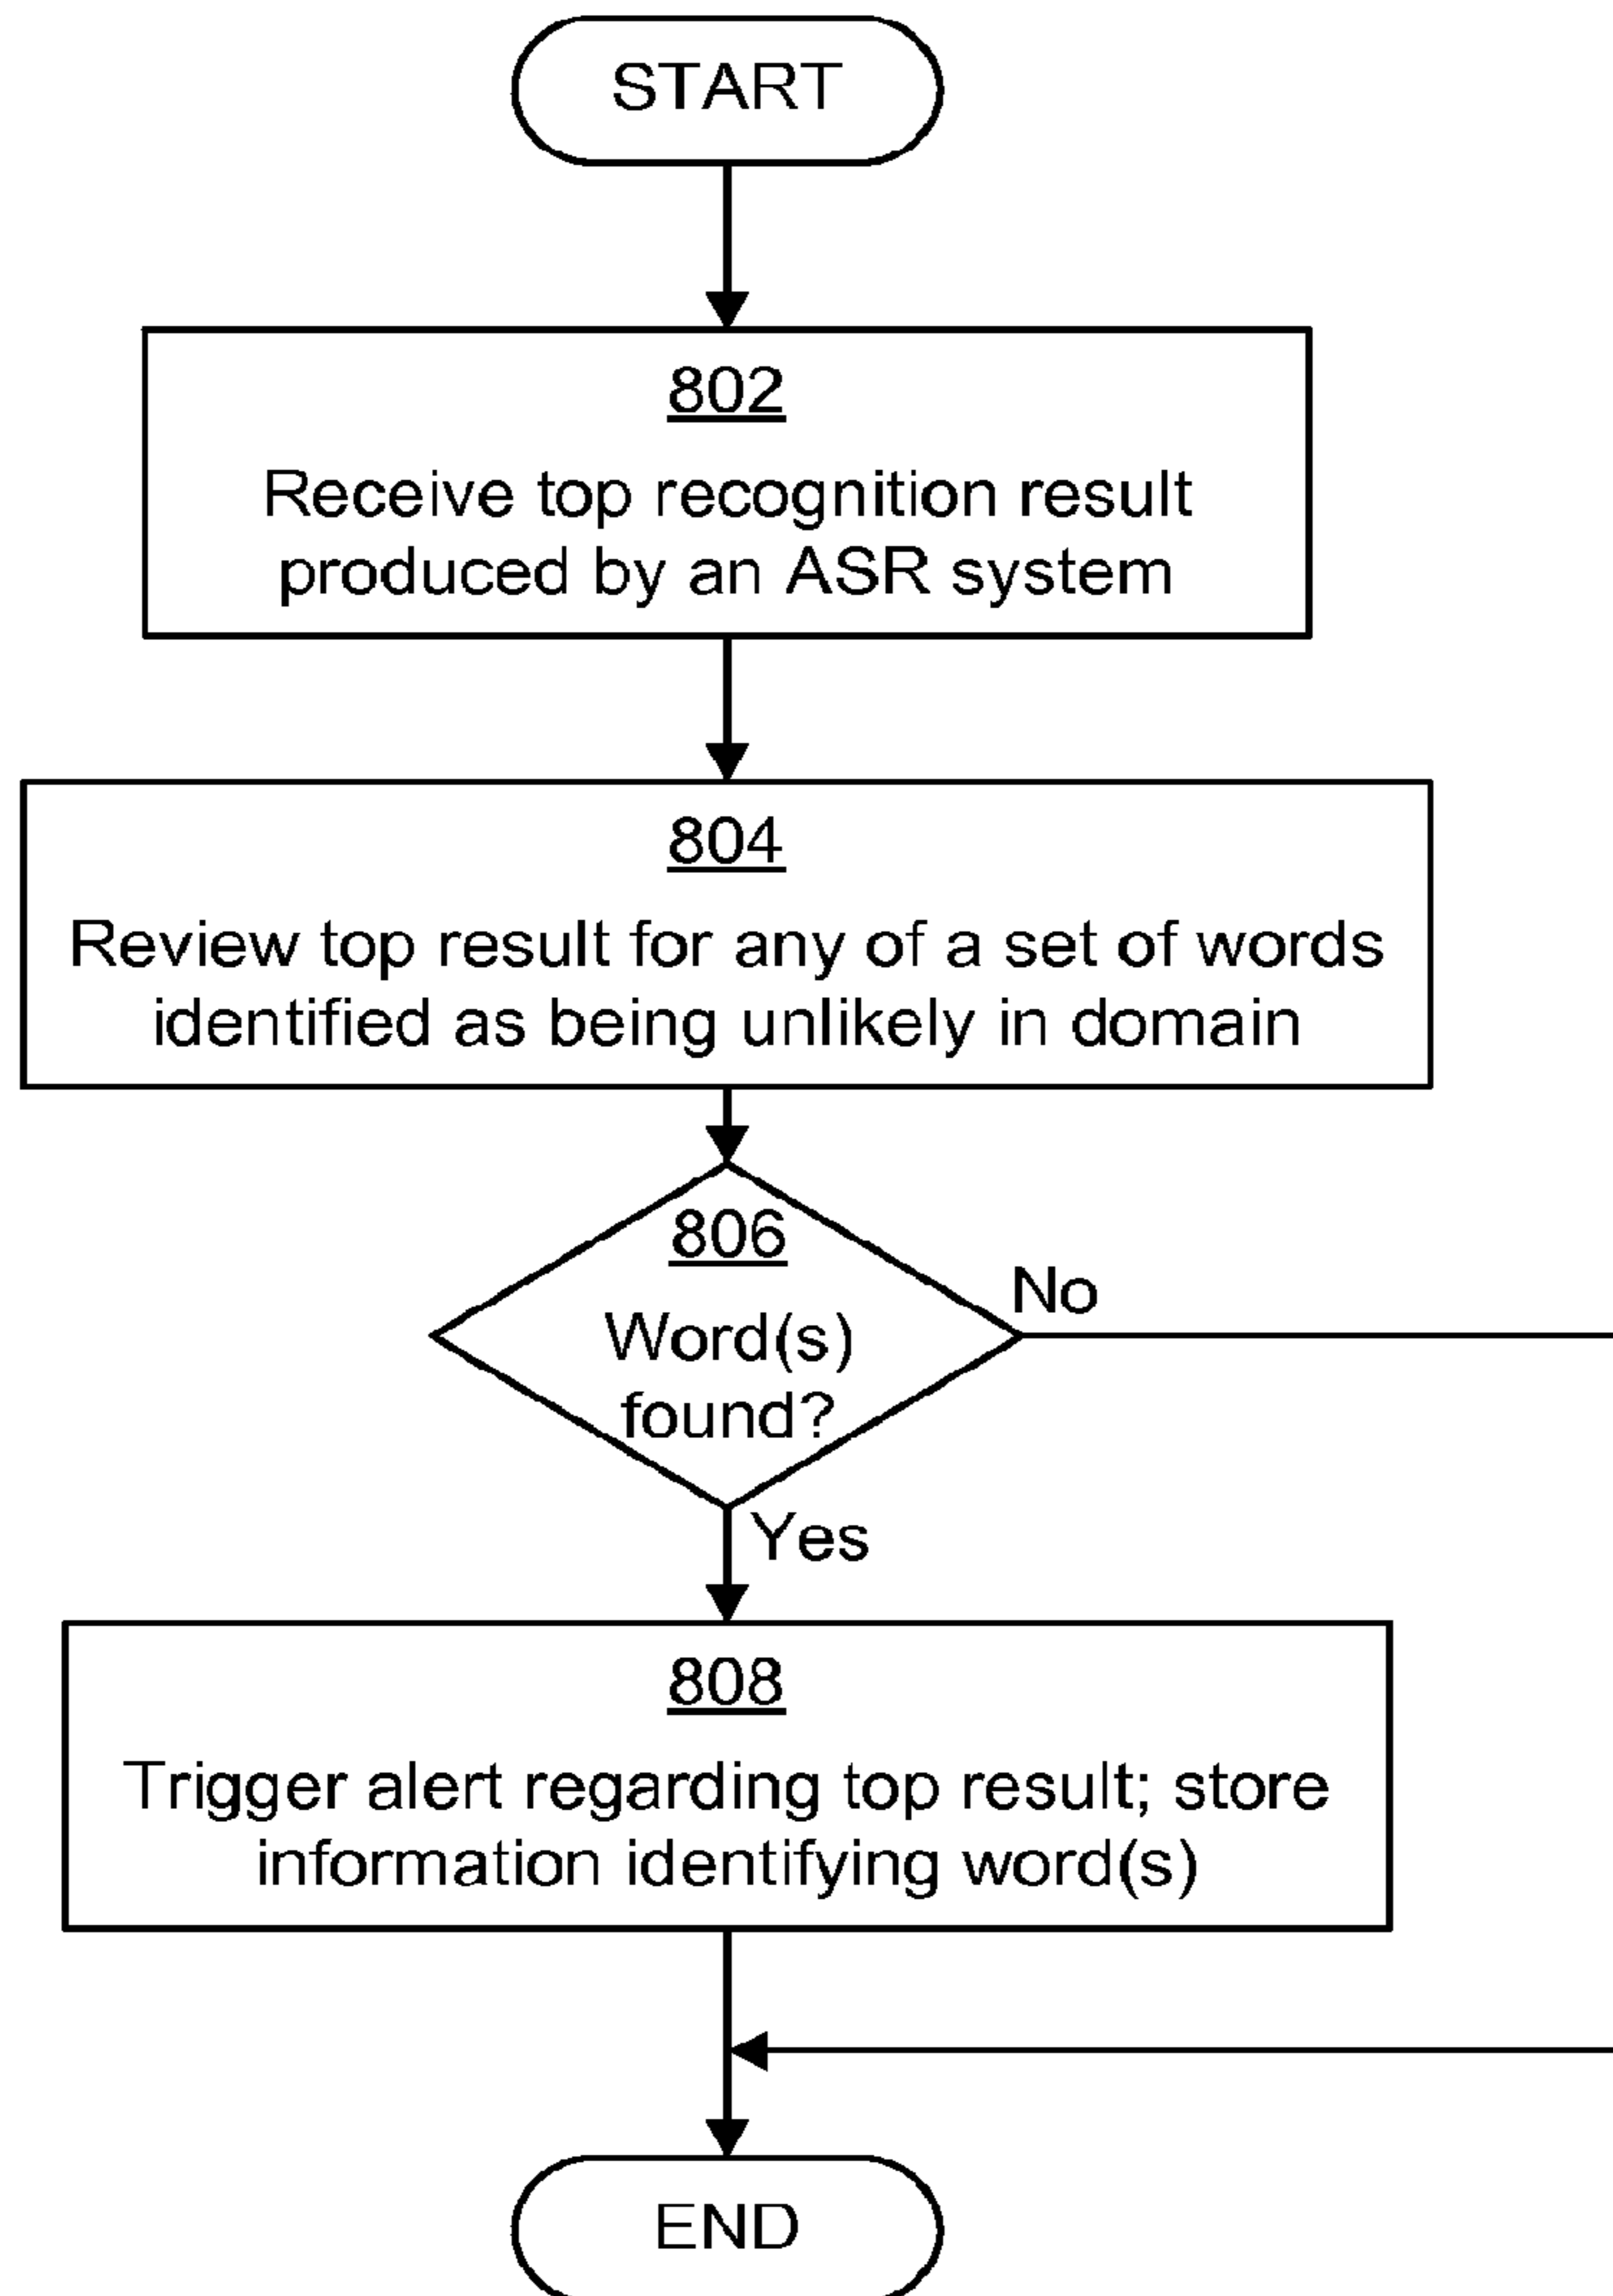 START
802
Receive top recognition result
produced by an ASR system
804
Review top result for any of a set of words
identified as being unlikely in domain
806
Word(s)
found?
No
Yes
808
Trigger alert regarding top result; store
information identifying word(s)
END